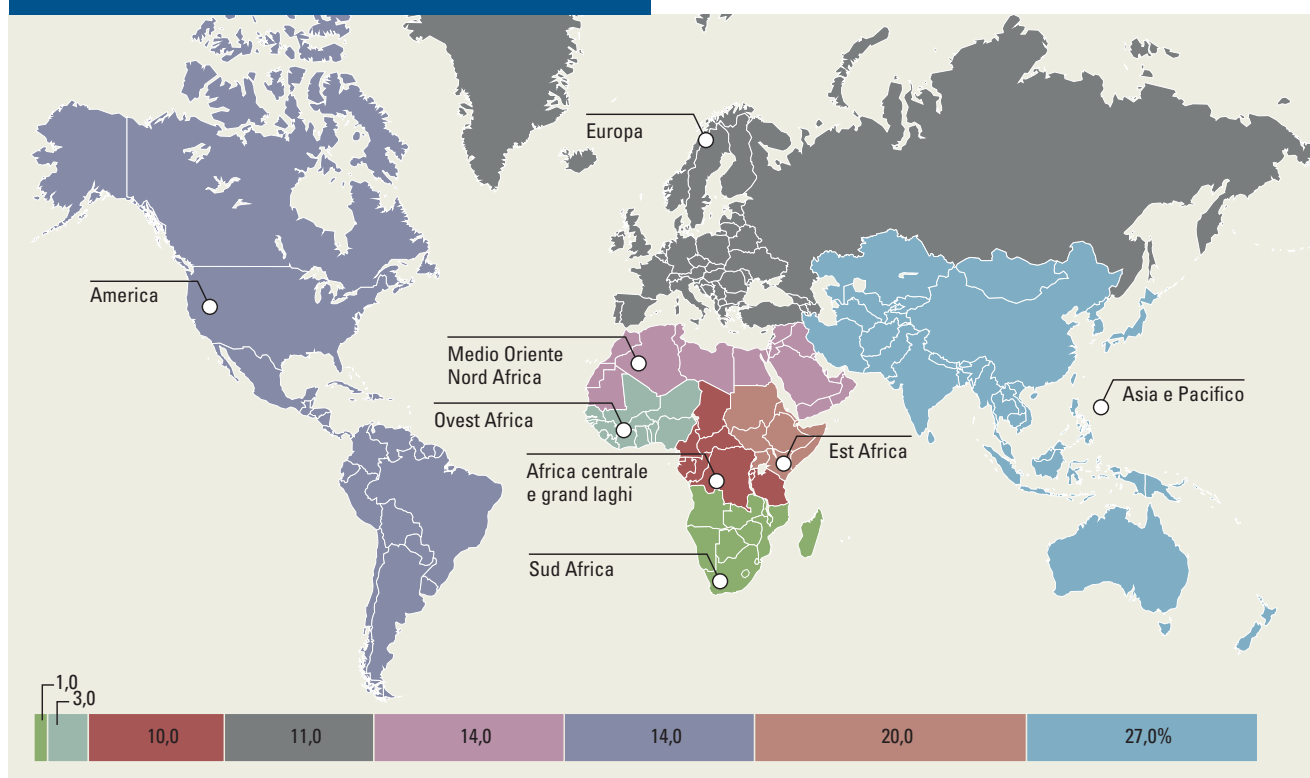 Europa
America
Medio Oriente
Nord Africa
Ovest Africa
Asia e Pacifico
Est Africa
Africa centrale
e grand laghi
Sud Africa
1,0
3,0
10,0
11,0
14,0
14,0
20,0
27,0%